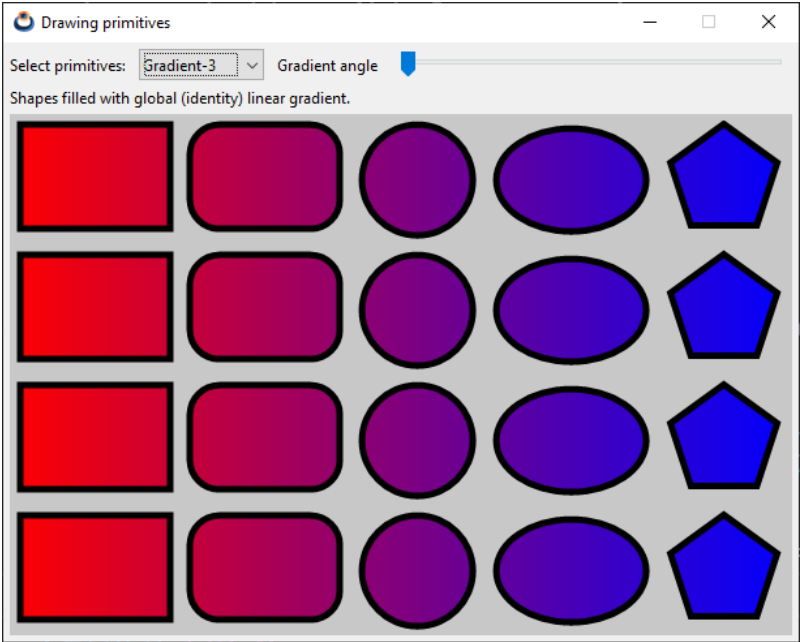 Drawing primitives
Select primitives: Gradient-3 Gradient angle
Shapes filled with global (identity) linear gradient.